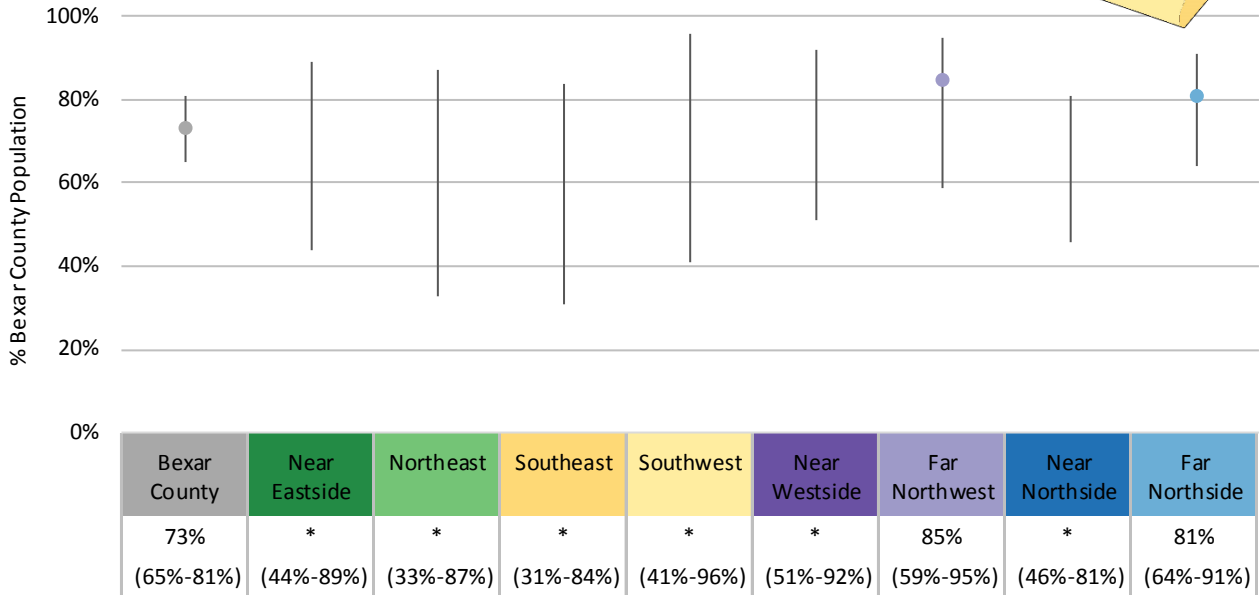 100%
80%
60%
40%
20%
0%
% Bexar County Population
Bexar County Near Eastside Northeast Southeast Southwest Near Westside Far Northwest Near Northside Far Northside
73% * * * * * 85% * 81%
(65%-81%) (44%-89%) (33%-87%) (31%-84%) (41%-96%) (51%-92%) (59%-95%) (46%-81%) (64%-91%)